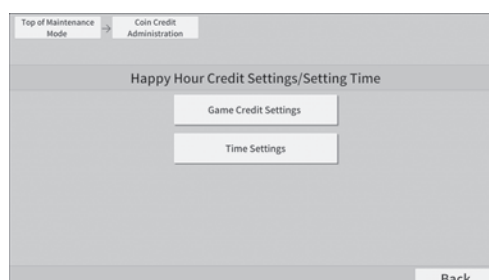 Top of Maintenance
Mode
→
Coin Credit
Administration
Happy Hour Credit Settings/Setting Time
Game Credit Settings
Time Settings
Back